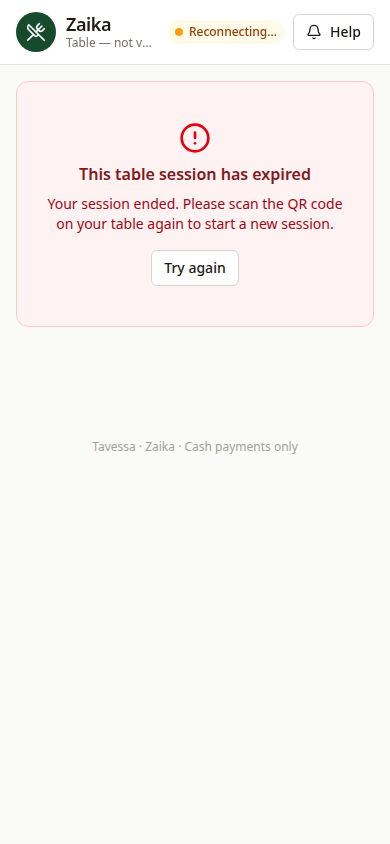 Zaika
Table — not v...
Reconnecting...
Help
This table session has expired
Your session ended. Please scan the QR code
on your table again to start a new session.
Try again
Tavessa · Zaika · Cash payments only